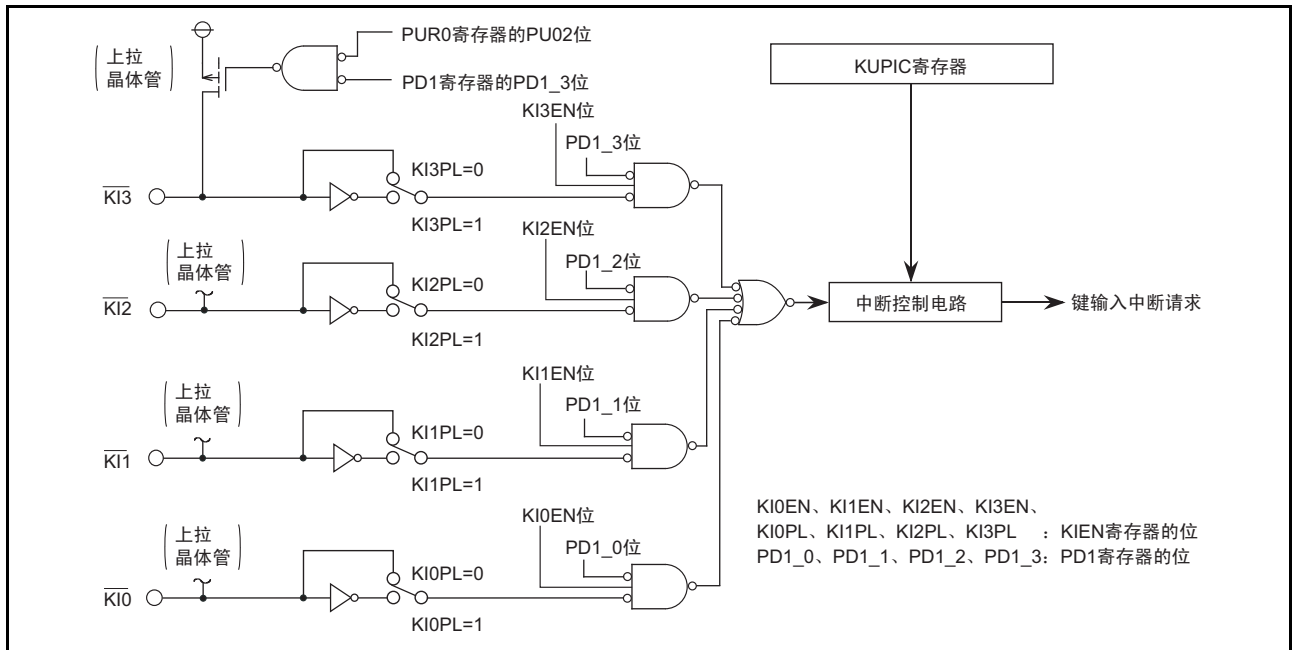 上拉
晶体管
PUR0寄存器的PU02位
PD1寄存器的PD1_3位
KUPIC寄存器
KI3EN位
PD1_3位
KI3PL=0
KI3
KI3PL=1
上拉
晶体管
KI2EN位
PD1_2位
KI2PL=0
KI2
KI2PL=1
中断控制电路
键输入中断请求
上拉
晶体管
KI1EN位
PD1_1位
KI1PL=0
KI1
KI1PL=1
上拉
晶体管
KI0EN位
PD1_0位
KI0PL=0
KI0
KI0PL=1
KI0EN、KI1EN、KI2EN、KI3EN、
KI0PL、KI1PL、KI2PL、KI3PL ：KIEN寄存器的位
PD1_0、PD1_1、PD1_2、PD1_3：PD1寄存器的位